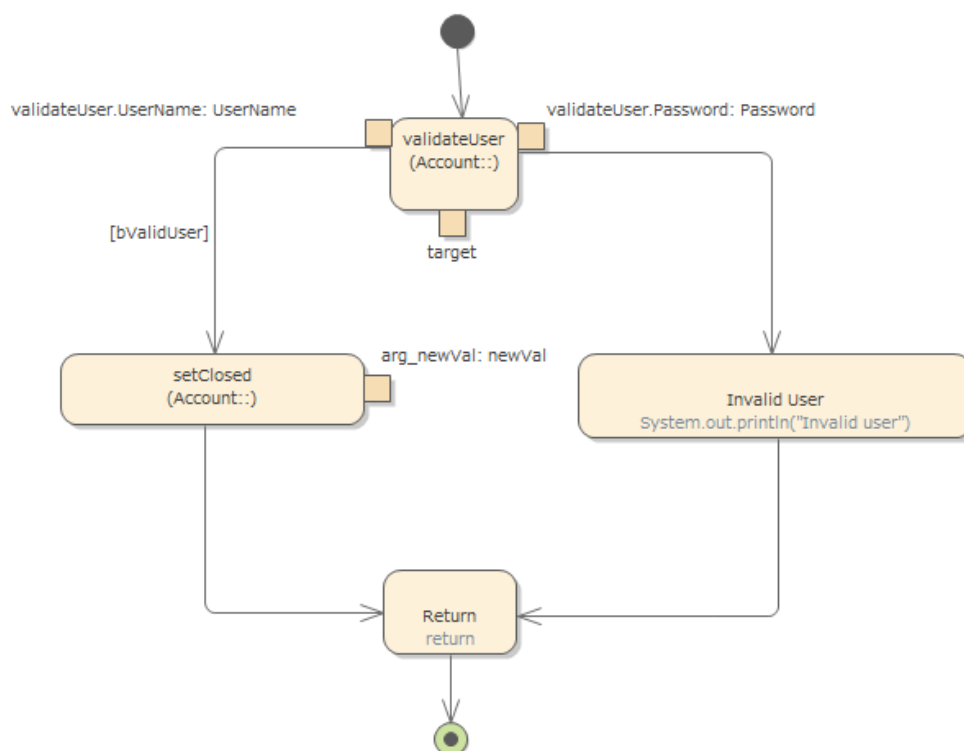 validateUser.UserName: UserName
validateUser.Password: Password
validateUser
(Account::)
[bValidUser]
target
arg_newVal: newVal
setClosed
(Account::)
Invalid User
System.out.println("Invalid user")
Return
return